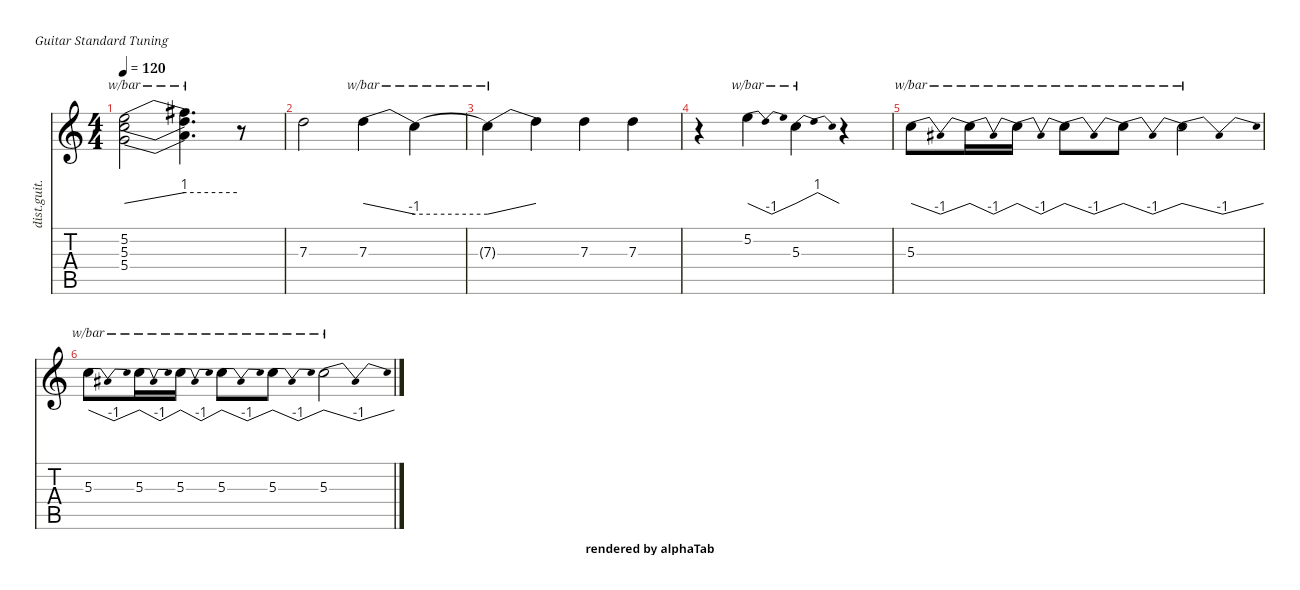 Guitar Standard Tuning
= 120
w/bar w/bar w/bar w/bar
1 2 3 4 5
4
4
dist.guit.
1 -1 -1 1 -1 -1 -1 -1 -1 -1
T
A
B
5
5
5
7 7 (7) 7 7 5 5 5
w/bar
6
-1 -1 -1 -1 -1 -1
T
A
B
5 5 5 5 5 5
rendered by alphaTab